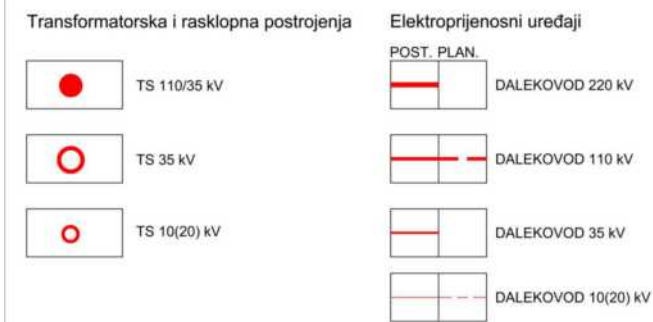 Transformatorska i rasklopna postrojenja
TS 110/35 kV
TS 35 kV
TS 10(20) kV
Elektroprijenosni uređaji
POST. PLAN.
DALEKOVOD 220 kV
DALEKOVOD 110 kV
DALEKOVOD 35 kV
DALEKOVOD 10(20) kV